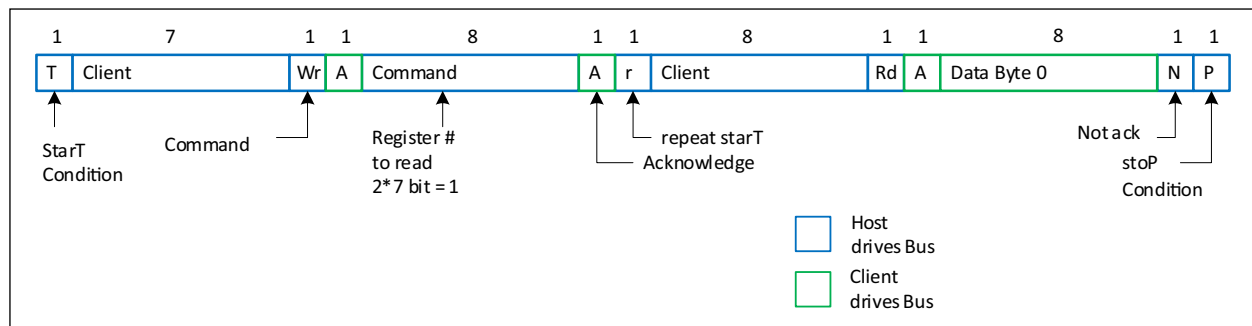 1 7 1 1 8 1 1 8 1 1 8 1 1
T Client Wr A Command A r Client Rd A Data Byte 0 N P
StarT
Condition
Command
Register #
to read
2*7 bit = 1
repeat starT
Acknowledge
Not ack
stoP
Condition
Host
drives Bus
Client
drives Bus